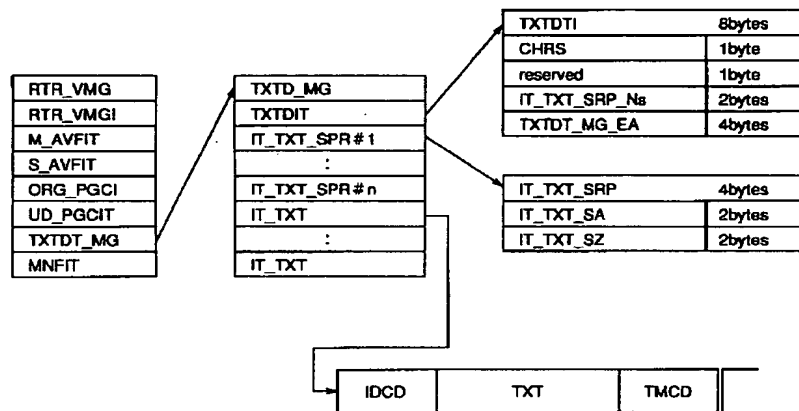 RTR_VMG
RTR_VMGI
M_AVFIT
S_AVFIT
ORG_PGCI
UD_PGCIT
TXTDT_MG
MNFIT
TXTD_MG
TXTDIT
IT_TXT_SPR#1
:
IT_TXT_SPR#n
IT_TXT
:
IT_TXT
TXTDTI 8bytes
CHRS 1byte
reserved 1byte
IT_TXT_SRP_Ns 2bytes
TXTDT_MG_EA 4bytes
IT_TXT_SRP 4bytes
IT_TXT_SA 2bytes
IT_TXT_SZ 2bytes
IDCD TXT TMCD